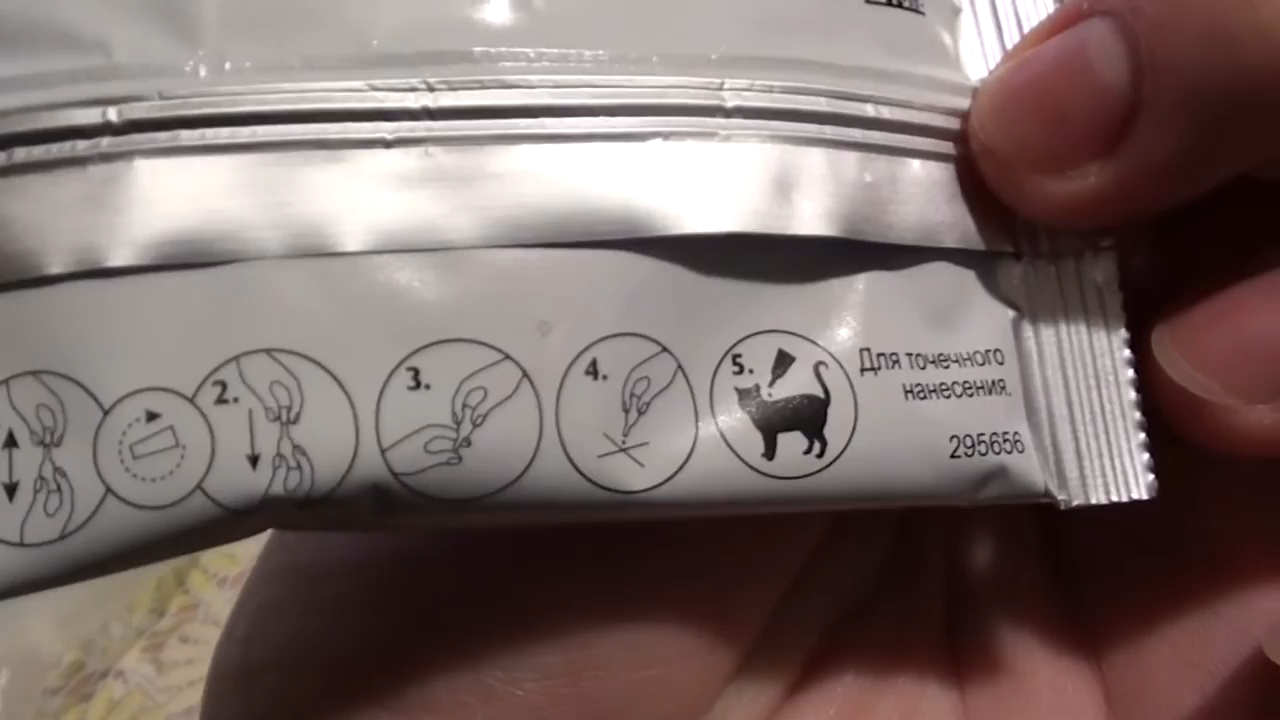 2.
3.
4.
5.
Для точечного
нанесения.
295656